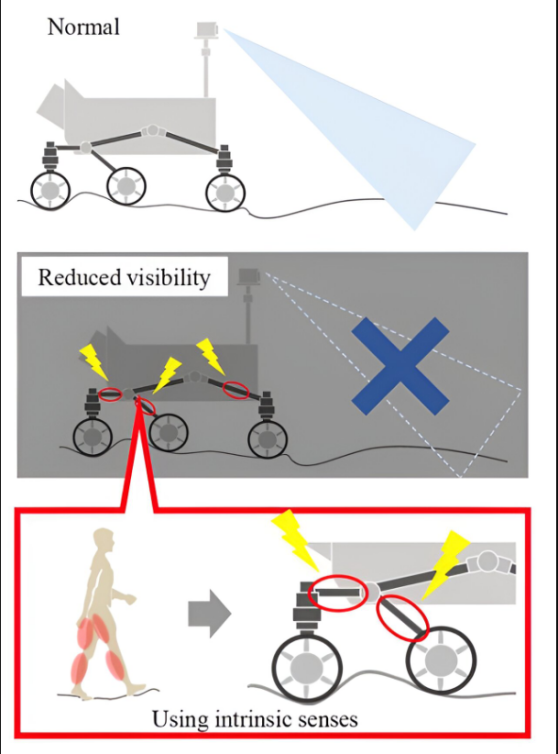 Normal
Reduced visibility
Using intrinsic senses